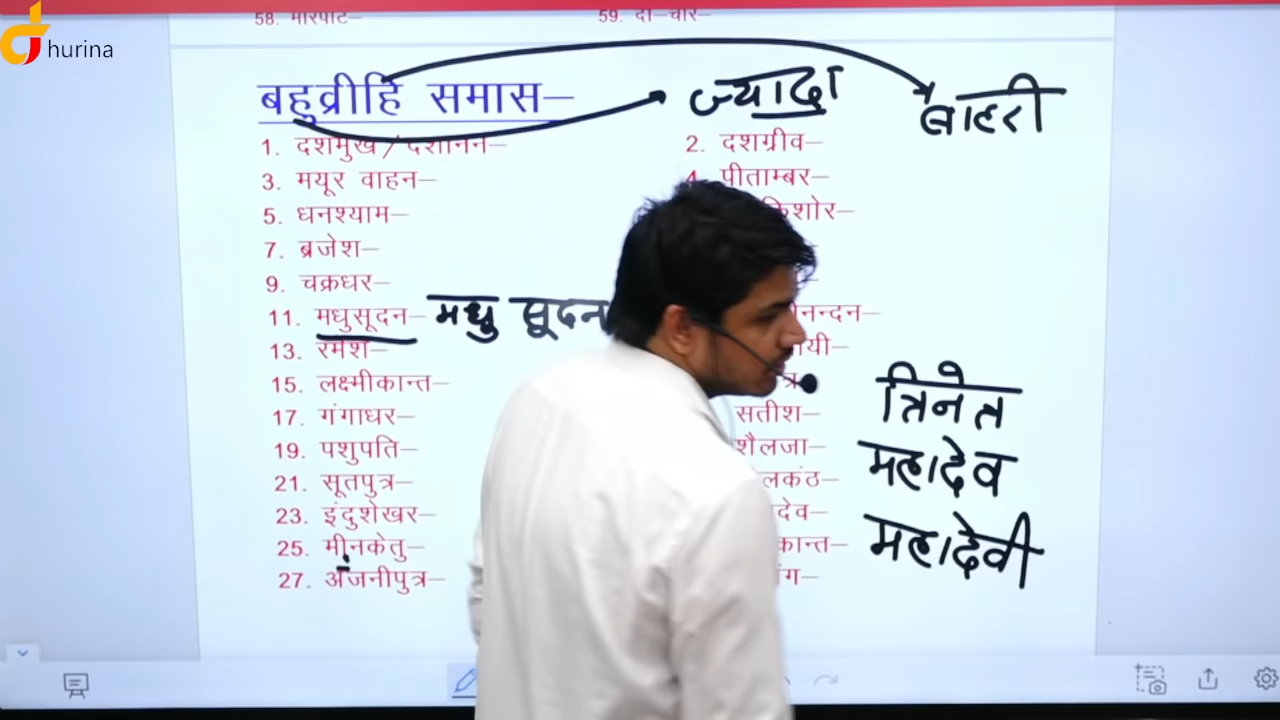 58. मारपीट– 59. दो–चार–
hurina
बहुव्रीहि समास– ज्यादा बाहरी
1. दशमुख / दशानन– 2. दशग्रीव–
3. मयूर वाहन– 4. पीताम्बर–
5. घनश्याम– किशोर–
7. ब्रजेश–
9. चक्रधर–
11. मधुसूदन– मधु सूदन नन्दन–
13. रमेश–
15. लक्ष्मीकान्त– त्रिनेत्र
17. गंगाधर– सतीश–
19. पशुपति– शैलजा– महादेव
21. सूतपुत्र–
23. इंदुशेखर– महादेवी
25. मीनकेतु–
27. अंजनीपुत्र–